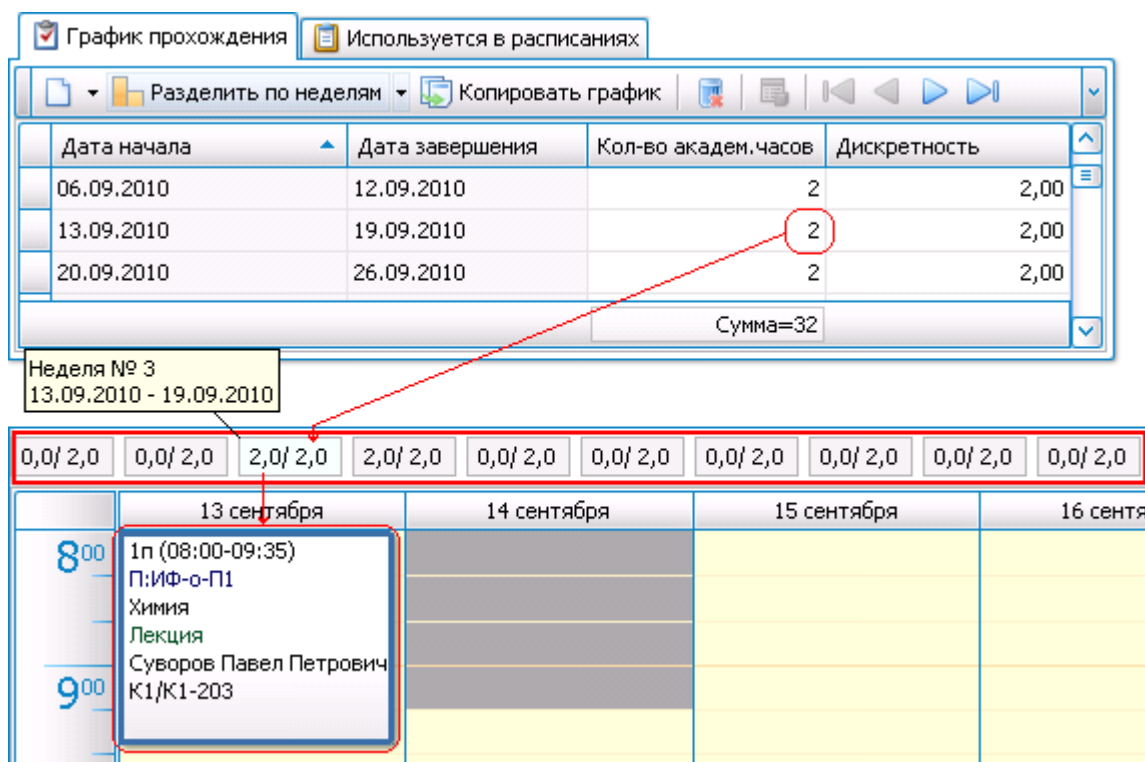 График прохождения Используется в расписаниях
Разделить по неделям Копировать график
Дата начала Дата завершения Кол-во академ.часов Дискретность
06.09.2010 12.09.2010 2 2,00
13.09.2010 19.09.2010 2 2,00
20.09.2010 26.09.2010 2 2,00
Сумма=32
Неделя № 3
13.09.2010 - 19.09.2010
0,0/ 2,0 0,0/ 2,0 2,0/ 2,0 2,0/ 2,0 0,0/ 2,0 0,0/ 2,0 0,0/ 2,0 0,0/ 2,0 0,0/ 2,0 0,0/ 2,0
13 сентября 14 сентября 15 сентября 16 сентя
8 00 1п (08:00-09:35)
П:ИФ-о-П1
Химия
Лекция
Суворов Павел Петрович
9 00 К1/К1-203